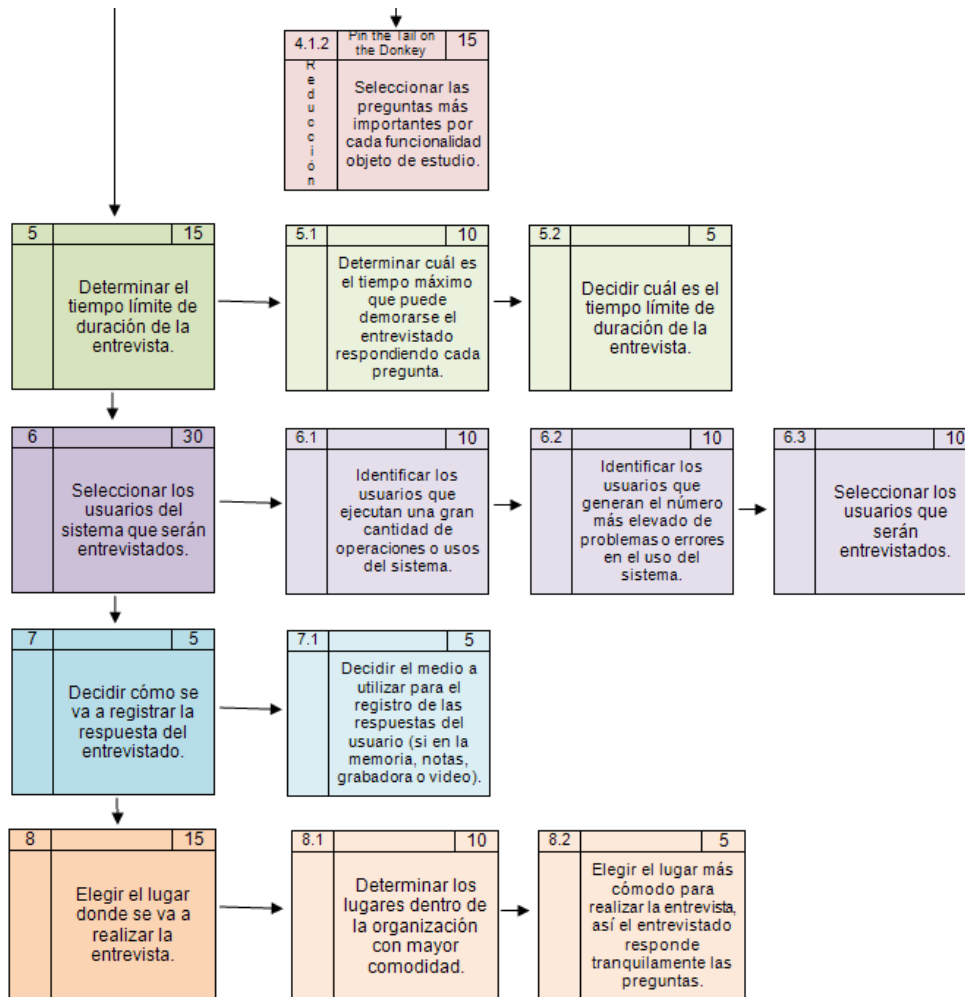 4.1.2
Pin the Tail on
the Donkey
15
Reducción
Seleccionar las
preguntas más
importantes por
cada funcionalidad
objeto de estudio.
5
15
Determinar el
tiempo límite de
duración de la
entrevista.
5.1
10
Determinar cuál es
el tiempo máximo
que puede
demorarse el
entrevistado
respondiendo cada
pregunta.
5.2
5
Decidir cuál es el
tiempo límite de
duración de la
entrevista.
6
30
Seleccionar los
usuarios del
sistema que serán
entrevistados.
6.1
10
Identificar los
usuarios que
ejecutan una gran
cantidad de
operaciones o usos
del sistema.
6.2
10
Identificar los
usuarios que
generan el número
más elevado de
problemas o errores
en el uso del
sistema.
6.3
10
Seleccionar los
usuarios que
serán
entrevistados.
7
5
Decidir cómo se
va a registrar la
respuesta del
entrevistado.
7.1
5
Decidir el medio a
utilizar para el
registro de las
respuestas del
usuario (si en la
memoria, notas,
grabadora o video).
8
15
Elegir el lugar
donde se va a
realizar la
entrevista.
8.1
10
Determinar los
lugares dentro de
la organización
con mayor
comodidad.
8.2
5
Elegir el lugar más
cómodo para
realizar la entrevista,
así el entrevistado
responde
tranquilamente las
preguntas.